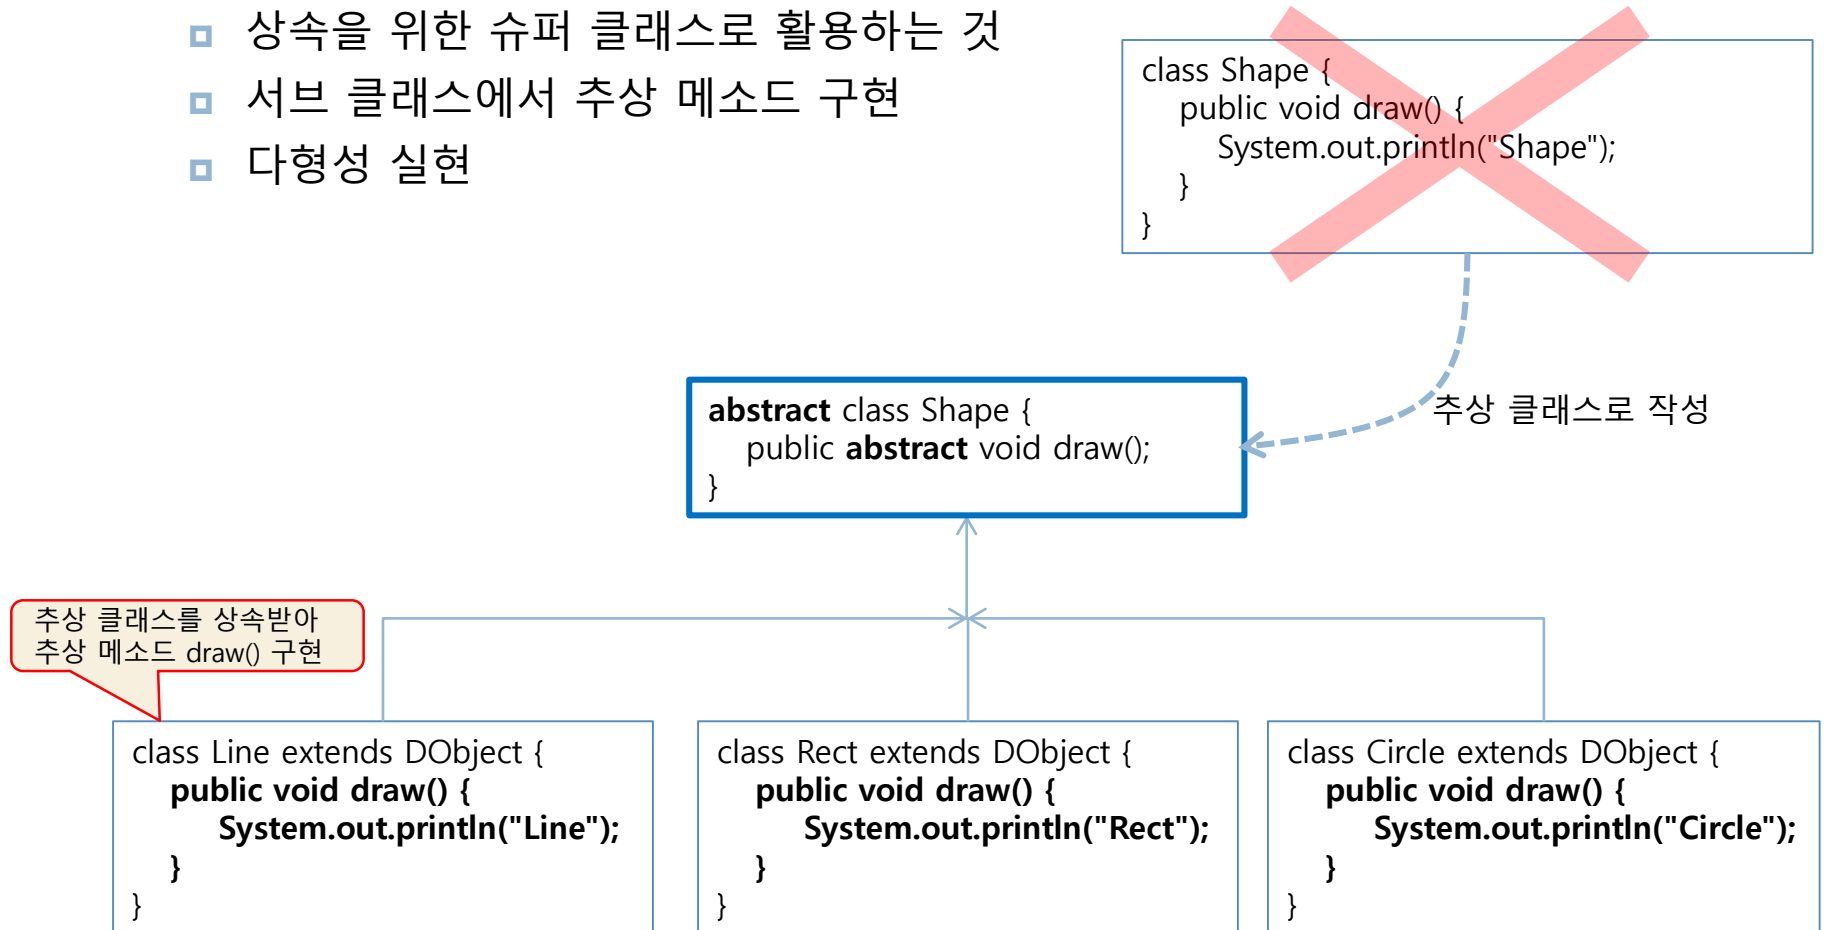 상속을 위한 슈퍼 클래스로 활용하는 것
서브 클래스에서 추상 메소드 구현
다형성 실현
class Shape {
public void draw() {
System.out.println("Shape");
}
}
추상 클래스로 작성
abstract class Shape {
public abstract void draw();
}
추상 클래스를 상속받아
추상 메소드 draw() 구현
class Line extends DObject {
public void draw() {
System.out.println("Line");
}
}
class Rect extends DObject {
public void draw() {
System.out.println("Rect");
}
}
class Circle extends DObject {
public void draw() {
System.out.println("Circle");
}
}